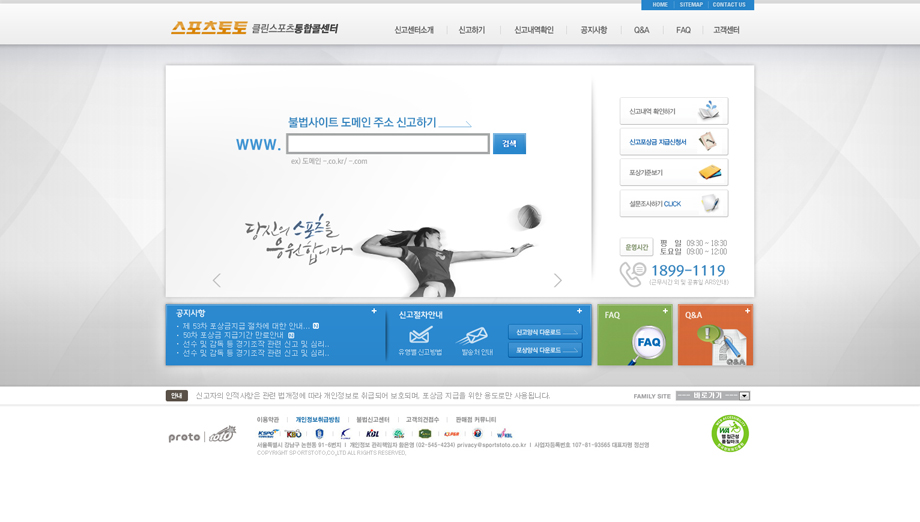 HOME SITEMAP CONTACT US
스포츠토토 클린스포츠통합콜센터
신고센터소개 신고하기 신고내역확인 공지사항 Q&A FAQ 고객센터
불법사이트 도메인 주소 신고하기
WWW. 검색
ex) 도메인 -.co.kr/ -.com
당신의 스포츠를
응원합니다
신고내역 확인하기
신고포상금 지급신청서
포상기준보기
설문조사하기 CLICK
운영시간 평 일 09:30 - 18:30
토요일 09:00 - 12:00
1899-1119
(근무시간 외 및 공휴일 ARS안내)
공지사항
제 53차 포상금지급 절차에 대한 안내... N
50차 포상금 지급기간 만료안내 N
선수 및 감독 등 경기조작 관련 신고 및 심리..
선수 및 감독 등 경기조작 관련 신고 및 심리..
신고절차안내
유형별 신고방법 발송처 안내
신고양식 다운로드
포상양식 다운로드
FAQ
FAQ
Q&A
Q&A
안내 신고자의 인적사항은 관련 법개정에 따라 개인정보로 취급되어 보호되며, 포상금 지급을 위한 용도로만 사용됩니다.
FAMILY SITE --- 바로가기 ---
이용약관 개인정보취급방침 불법신고센터 고객의견접수 판매점 커뮤니티
proto TOTO
KSPO KBO KBL WKBL
서울특별시 강남구 논현동 91-6번지 I 개인정보 관리책임자 음은영 (02-545-4234) privacy@sportstoto.co.kr I 사업자등록번호 107-81-93565 대표자명 정선영
COPYRIGHT SPORTSTOTO.CO,.LTD ALL RIGHTS RESERVED.
WA
웹 접근성